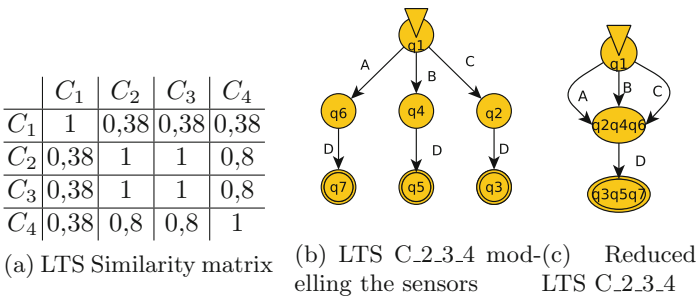 C1 C2 C3 C4
C1 1 0,38 0,38 0,38
C2 0,38 1 1 0,8
C3 0,38 1 1 0,8
C4 0,38 0,8 0,8 1
(a) LTS Similarity matrix
q1
A B C
q6 q4 q2
D D D
q7 q5 q3
(b) LTS C_2_3_4 mod-
elling the sensors
q1
A B C
q2q4q6
D
q3q5q7
(c) Reduced
LTS C_2_3_4